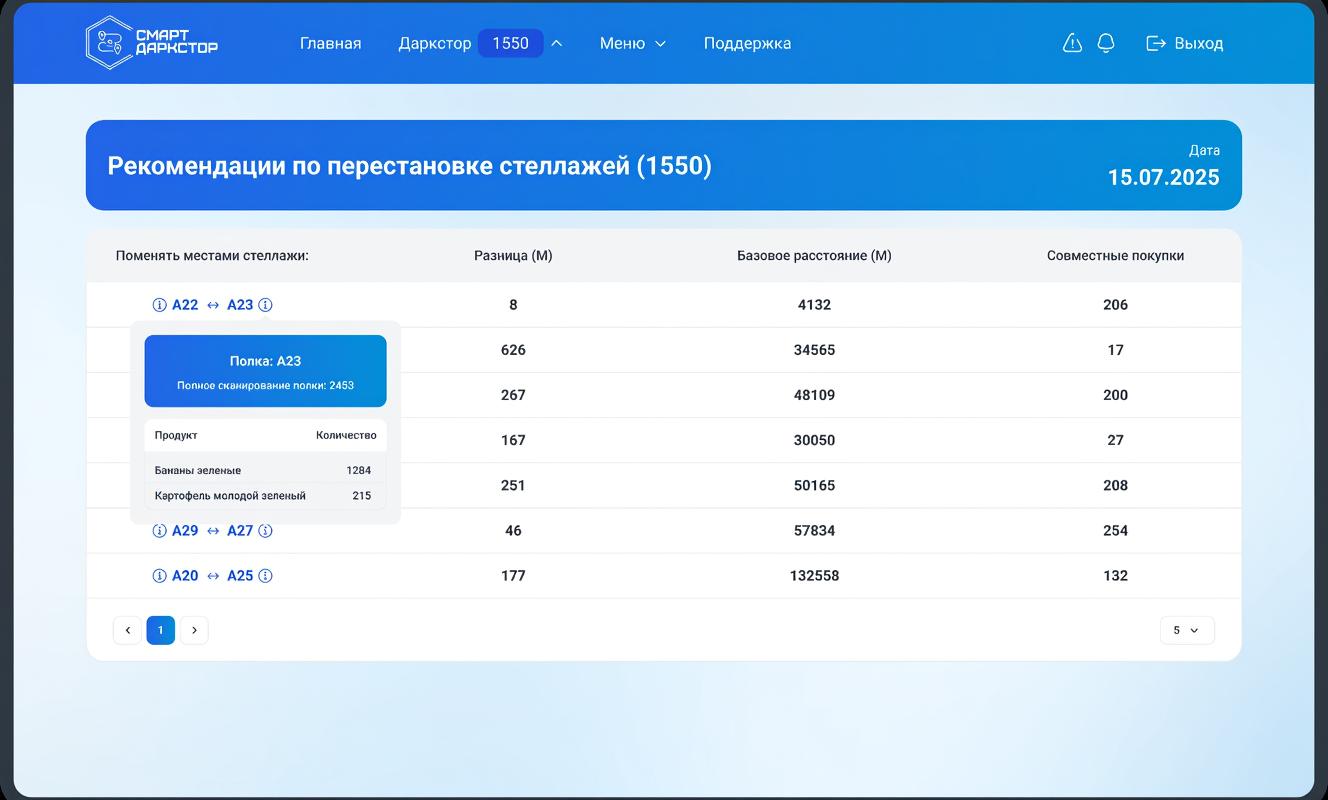 СМАРТ
ДАРКСТОР
Главная Даркстор 1550 Меню Поддержка Выход
Рекомендации по перестановке стеллажей (1550)
Дата
15.07.2025
Поменять местами стеллажи: Разница (М) Базовое расстояние (М) Совместные покупки
A22 ↔ A23 8 4132 206
626 34565 17
267 48109 200
167 30050 27
251 50165 208
Полка: A23
Полное сканирование полки: 2453
Продукт Количество
Бананы зеленые 1284
Картофель молодой зеленый 215
A29 ↔ A27 46 57834 254
A20 ↔ A25 177 132558 132
1 5